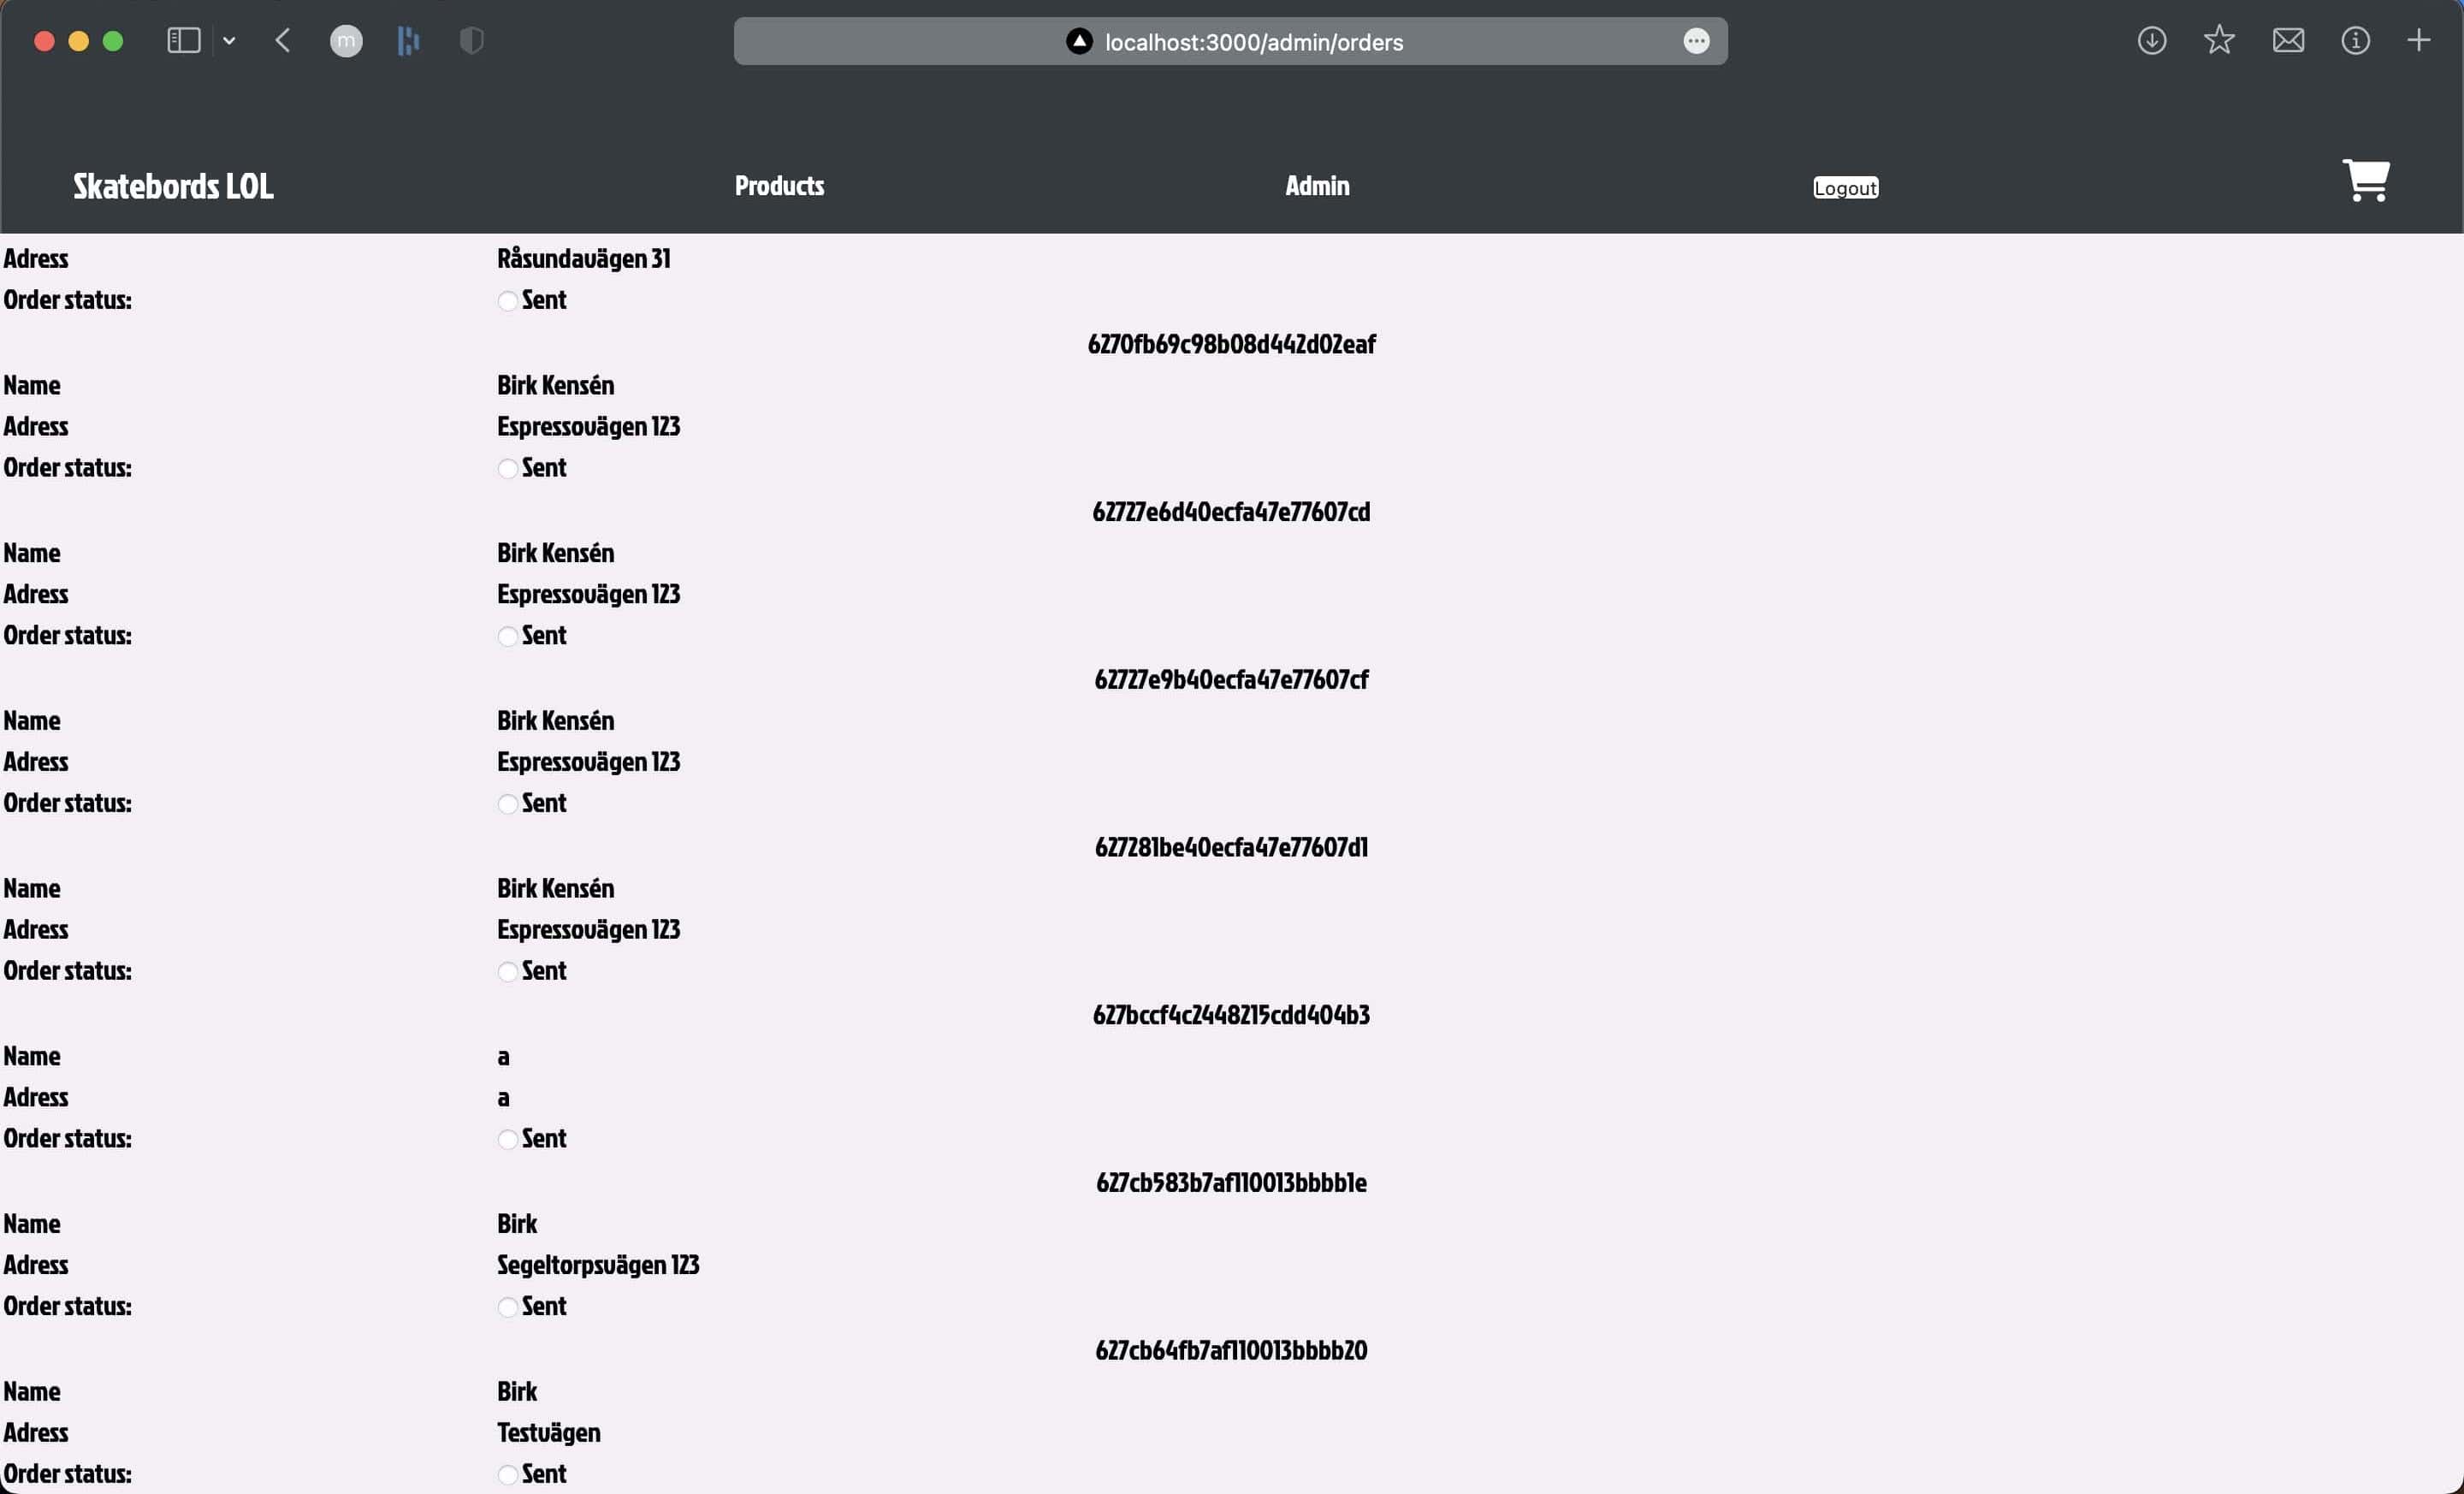 m
localhost:3000/admin/orders
Skatebords LOL Products Admin Logout
Adress Råsundavägen 31
Order status: Sent
6270fb69c98b08d442d02eaf
Name Birk Kensén
Adress Espressovägen 123
Order status: Sent
62727e6d40ecfa47e77607cd
Name Birk Kensén
Adress Espressovägen 123
Order status: Sent
62727e9b40ecfa47e77607cf
Name Birk Kensén
Adress Espressovägen 123
Order status: Sent
627281be40ecfa47e77607d1
Name Birk Kensén
Adress Espressovägen 123
Order status: Sent
627bccf4c2448215cdd404b3
Name a
Adress a
Order status: Sent
627cb583b7af110013bbbb1e
Name Birk
Adress Segeltorpsvägen 123
Order status: Sent
627cb64fb7af110013bbbb20
Name Birk
Adress Testvägen
Order status: Sent